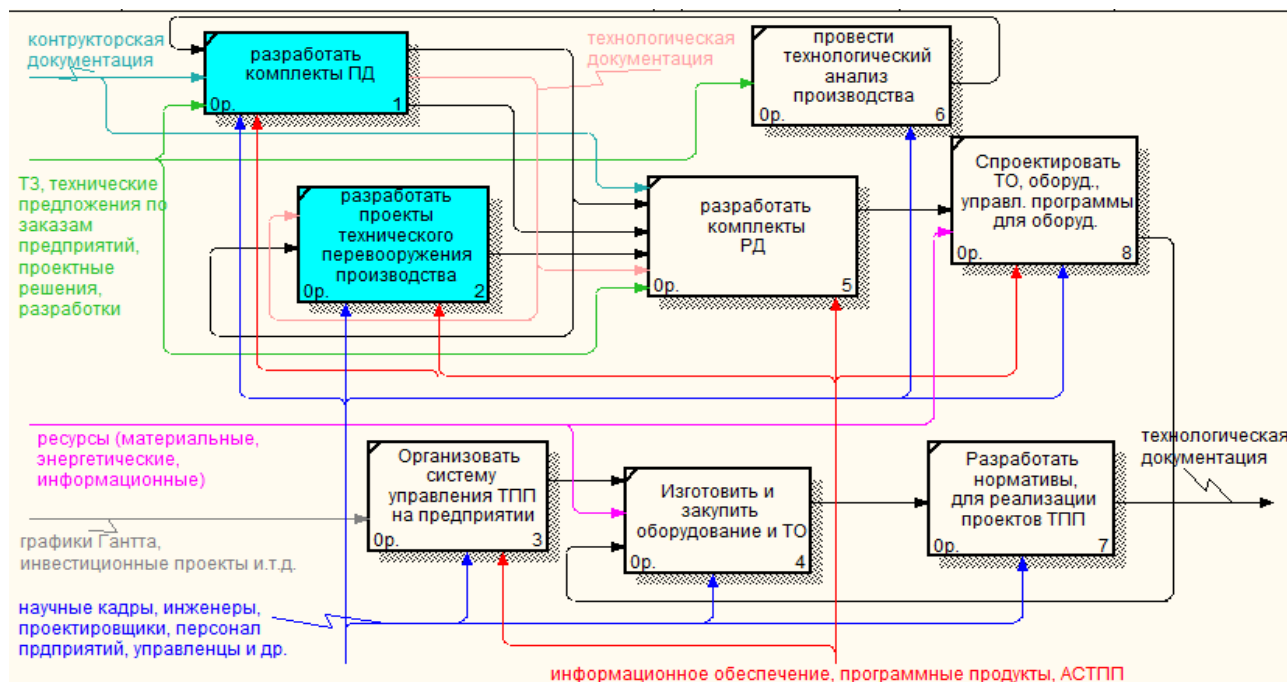 контрукторская
документация
разработать
комплекты ПД
0р. 1
технологическая
документация
провести
технологический
анализ
производства
0р. 6
ТЗ, технические
предложения по
заказам
предприятий,
проектные
решения,
разработки
разработать
проекты
технического
перевооружения
производства
0р. 2
разработать
комплекты
РД
0р. 5
Спроектировать
ТО, оборуд.,
управл. программы
для оборуд.
0р. 8
ресурсы (материальные,
энергетические,
информационные)
Организовать
систему
управления ТПП
на предприятии
0р. 3
Изготовить и
закупить
оборудование и ТО
0р. 4
Разработать
нормативы,
для реализации
проектов ТПП
0р. 7
технологическая
документация
графики Гантта,
инвестиционные проекты и.т.д.
научные кадры, инженеры,
проектировщики, персонал
прдприятий, управленцы и др.
информационное обеспечение, программные продукты, АСТПП